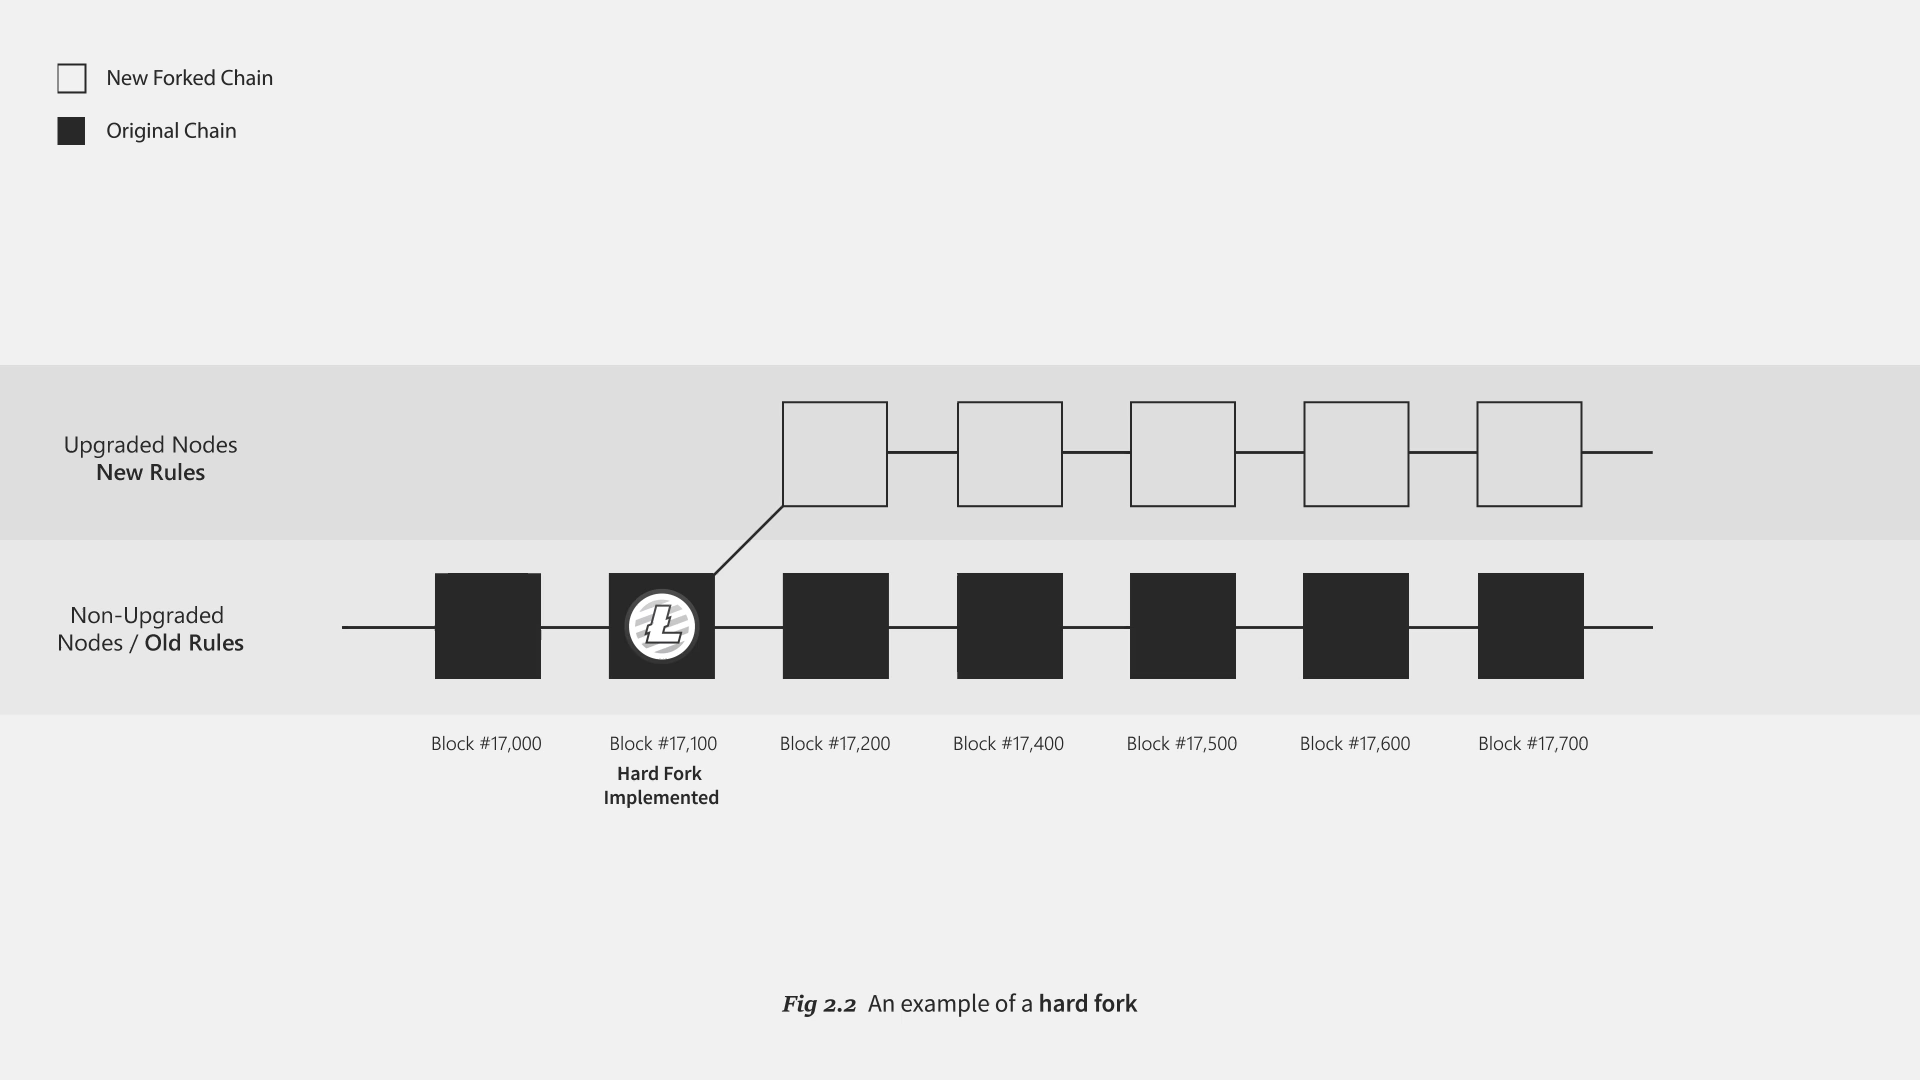 New Forked Chain
Original Chain
Upgraded Nodes
New Rules
Non-Upgraded
Nodes / Old Rules
Block #17,000
Block #17,100
Block #17,200
Block #17,400
Block #17,500
Block #17,600
Block #17,700
Hard Fork
Implemented
Fig 2.2 An example of a hard fork